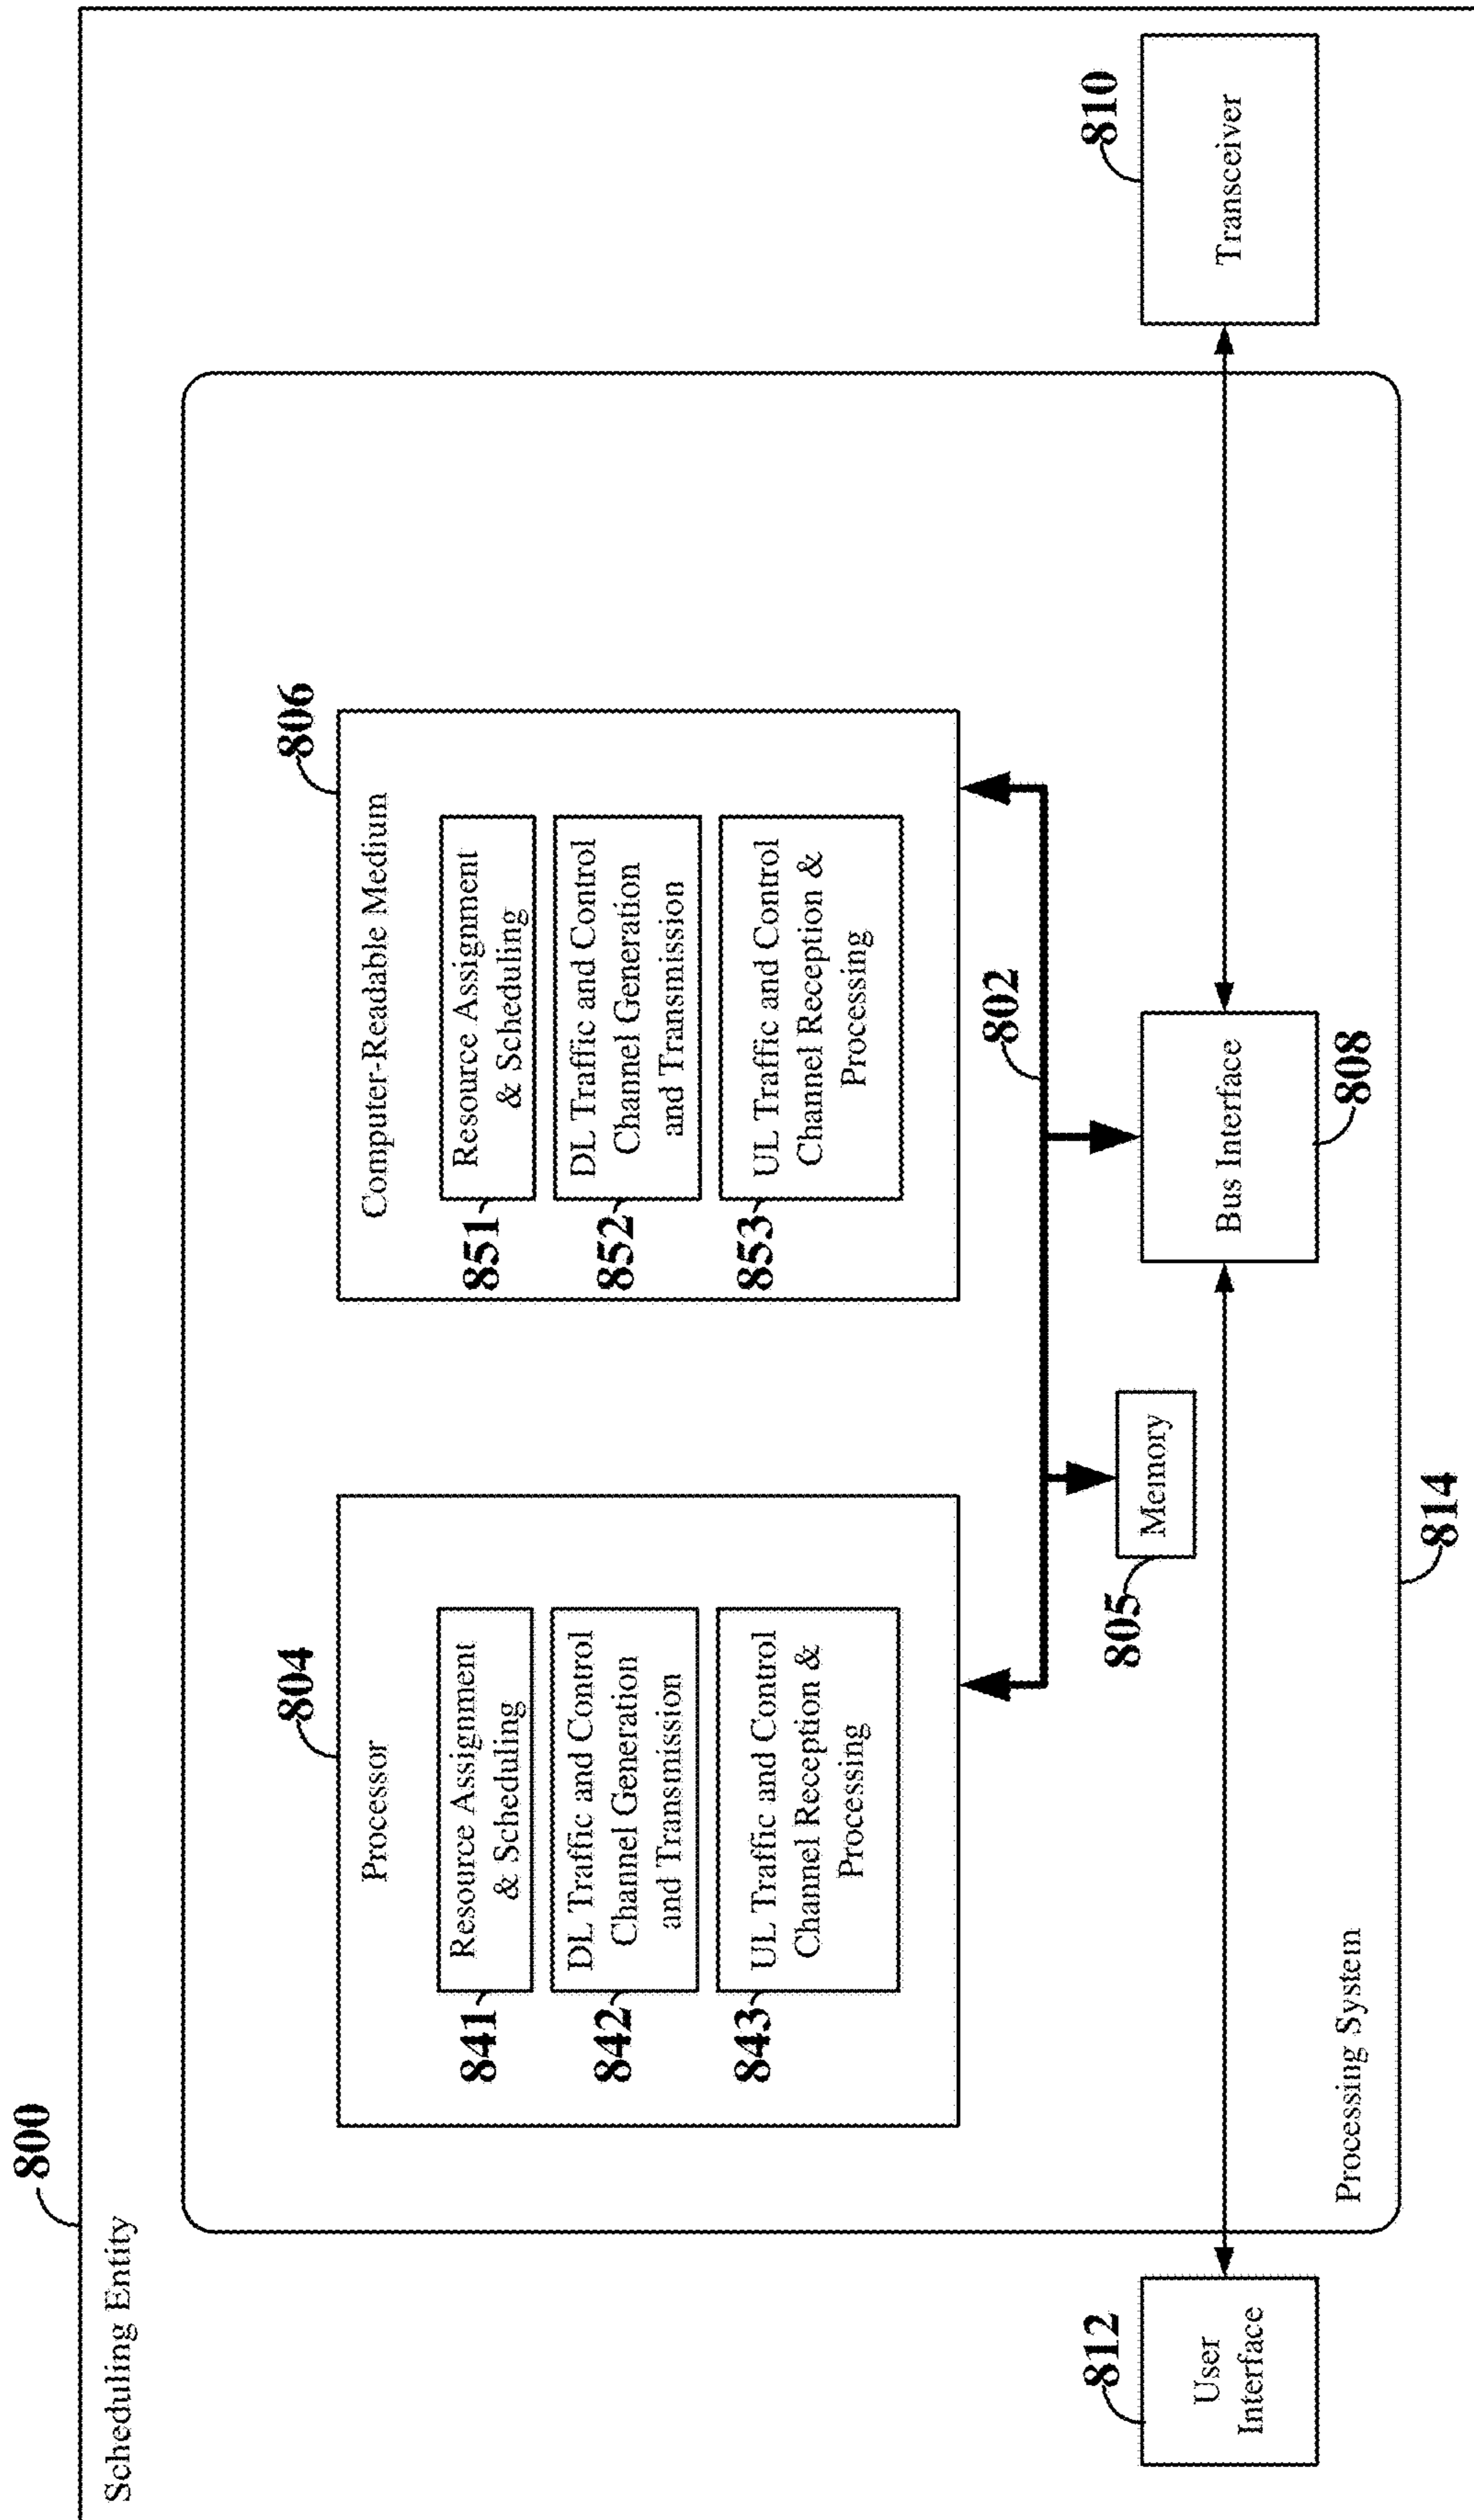 800
Scheduling Entity
804
Processor
841
Resource Assignment
& Scheduling
842
DL Traffic and Control
Channel Generation
and Transmission
843
UL Traffic and Control
Channel Reception &
Processing
806
Computer-Readable Medium
851
Resource Assignment
& Scheduling
852
DL Traffic and Control
Channel Generation
and Transmission
853
UL Traffic and Control
Channel Reception &
Processing
802
805
Memory
812
User
Interface
Bus Interface
808
810
Transceiver
Processing System
814